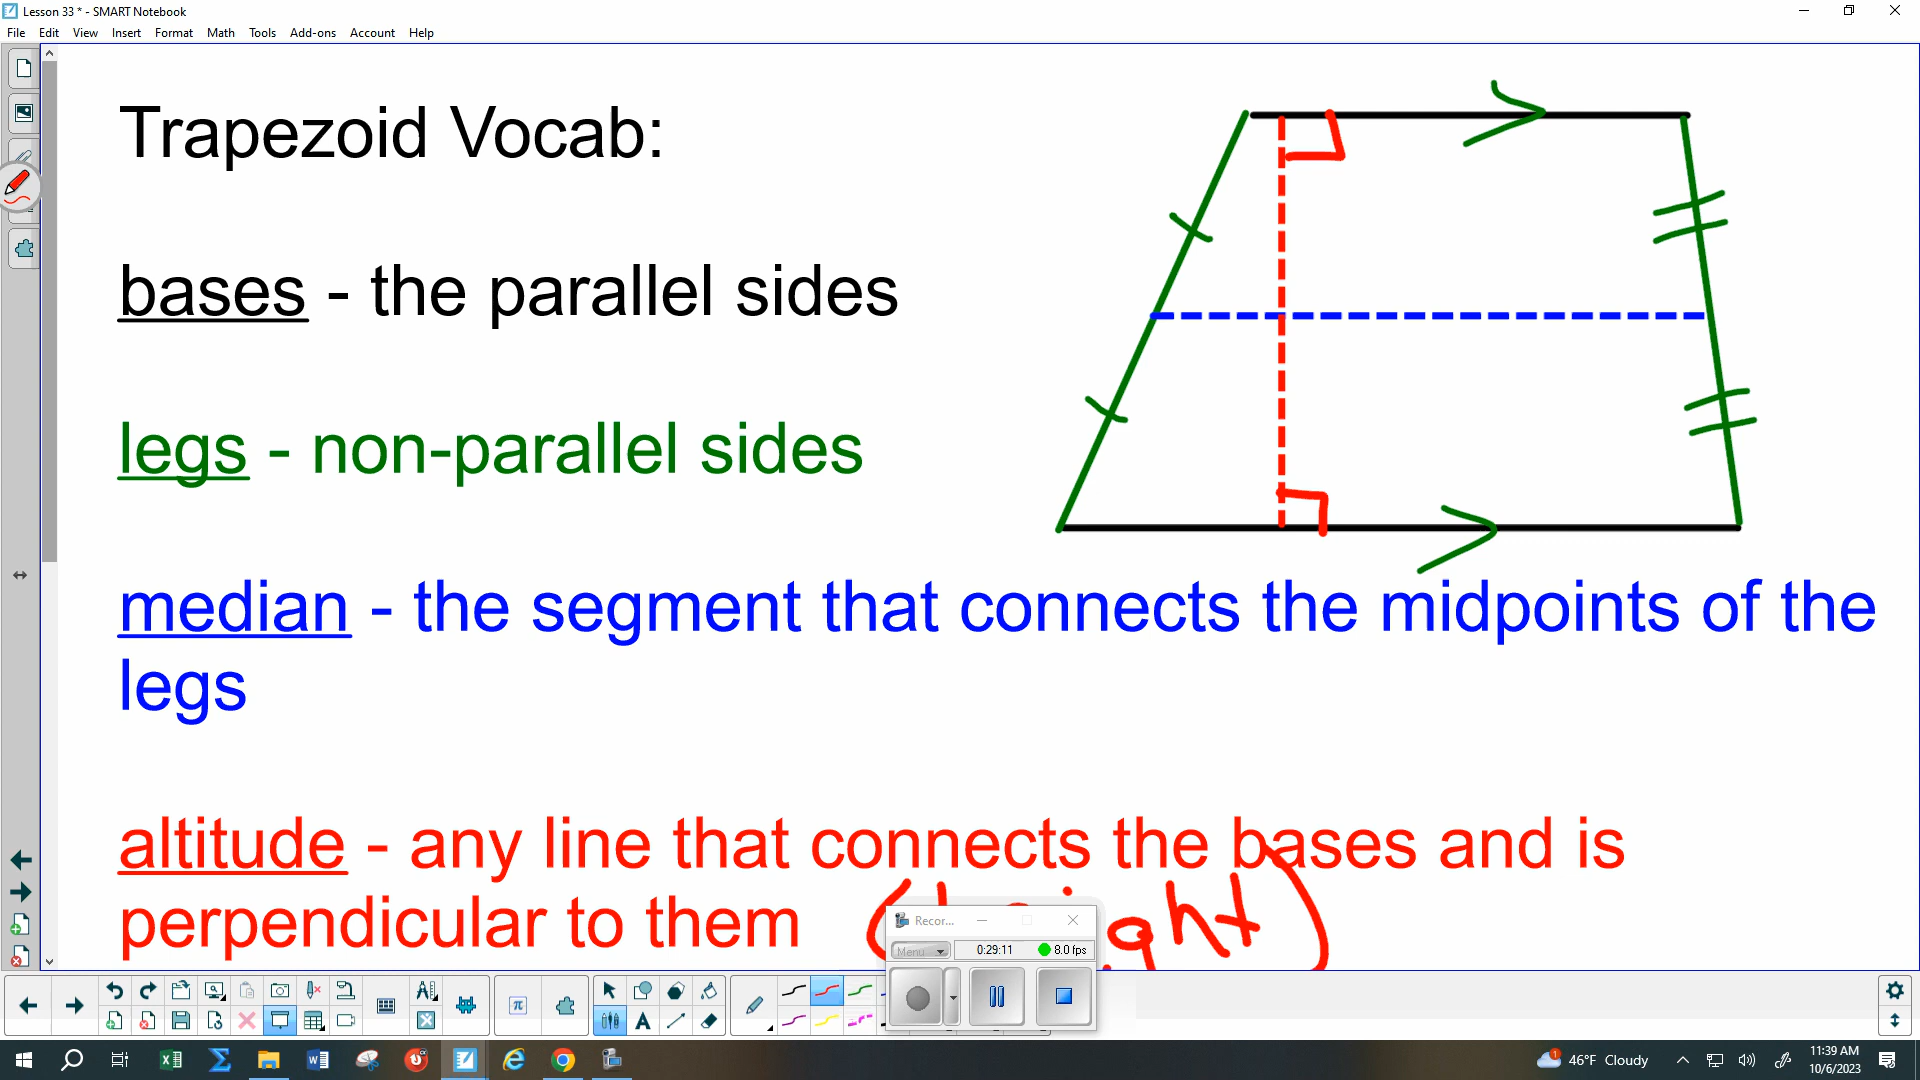 Lesson 33 * - SMART Notebook
File Edit View Insert Format Math Tools Add-ons Account Help
Trapezoid Vocab:
bases - the parallel sides
legs - non-parallel sides
median - the segment that connects the midpoints of the
legs
altitude - any line that connects the bases and is
perpendicular to them
Recor...
Menu 0:29:11 8.0 fps
46°F Cloudy
11:39 AM
10/6/2023